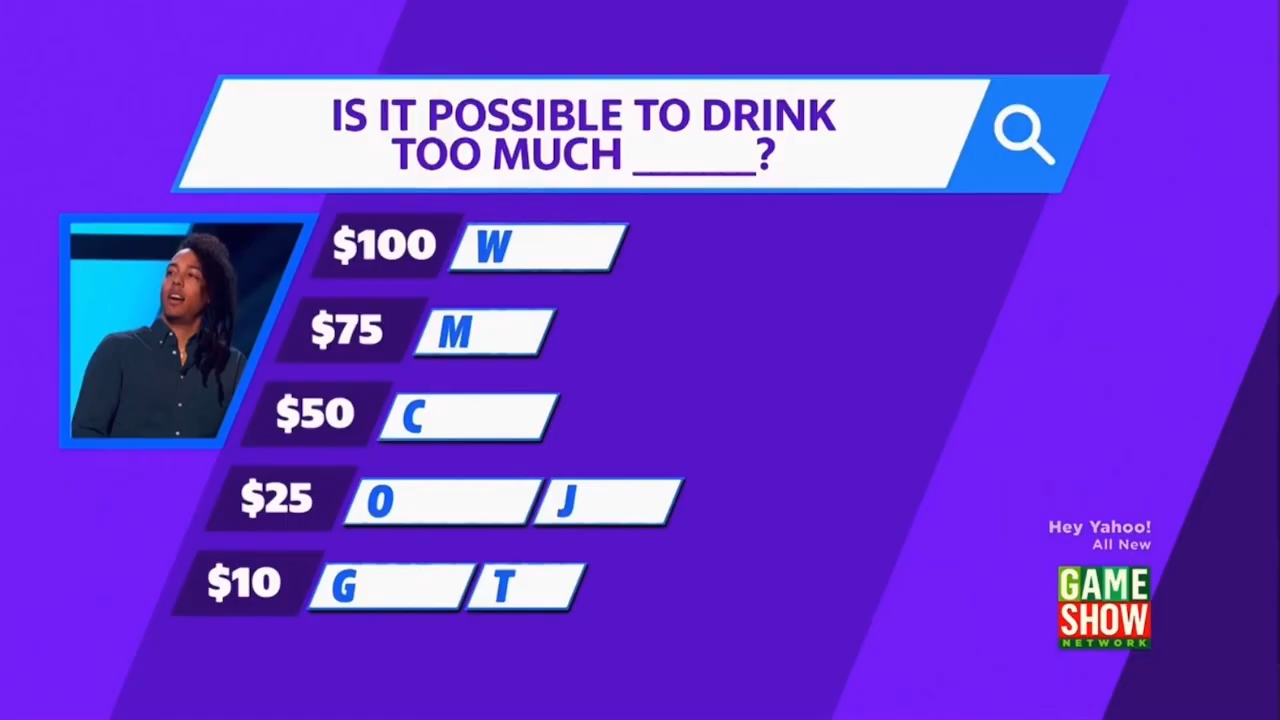 IS IT POSSIBLE TO DRINK
TOO MUCH ______?
$100 W
$75 M
$50 C
$25 O J
$10 G T
Hey Yahoo!
All New
GAME
SHOW
NETWORK